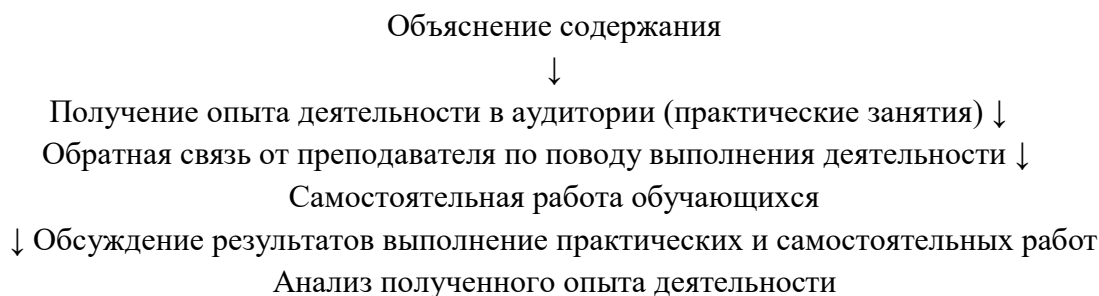 Объяснение содержания
↓
Получение опыта деятельности в аудитории (практические занятия) ↓
Обратная связь от преподавателя по поводу выполнения деятельности ↓
Самостоятельная работа обучающихся
↓ Обсуждение результатов выполнение практических и самостоятельных работ
Анализ полученного опыта деятельности